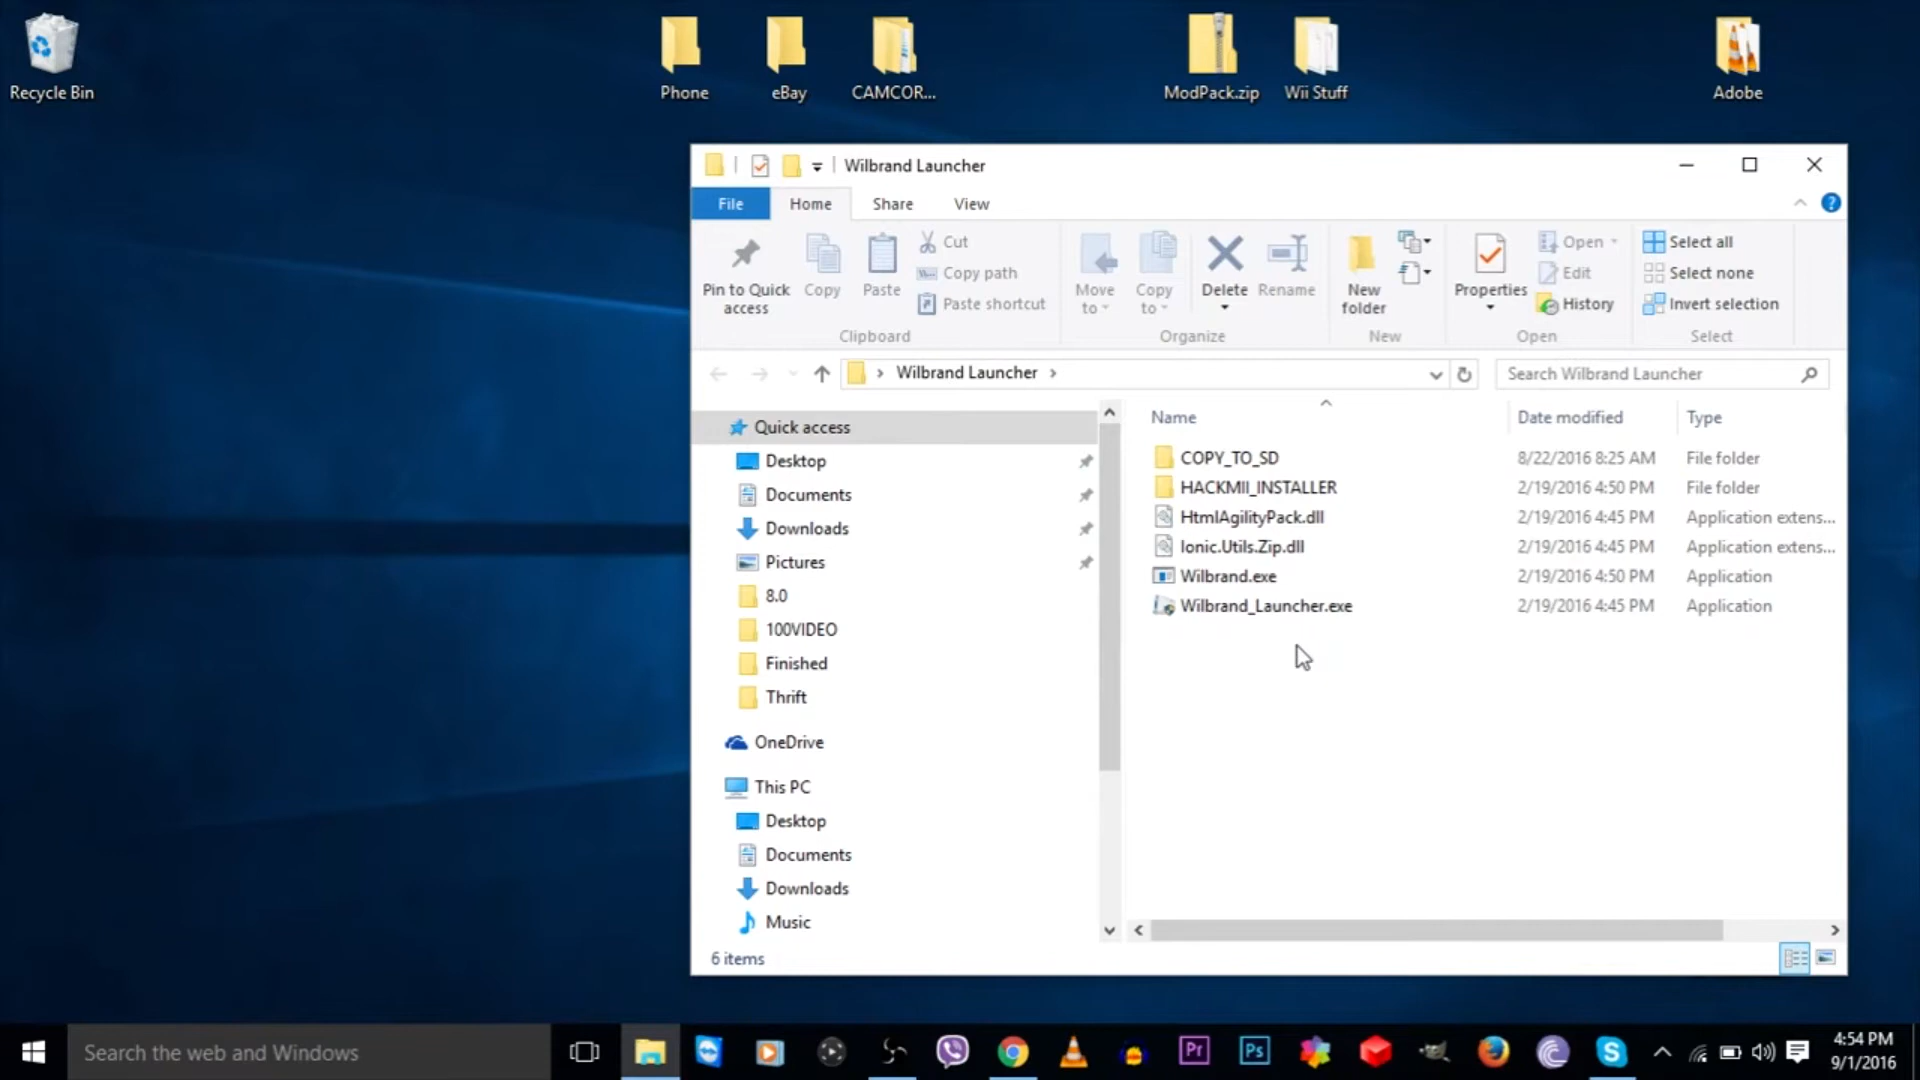 Recycle Bin
Phone
eBay
CAMCOR...
ModPack.zip
Wii Stuff
Adobe
Wilbrand Launcher
File
Home
Share
View
Pin to Quick access
Copy
Paste
Cut
Copy path
Paste shortcut
Clipboard
Move to
Copy to
Delete
Rename
Organize
New folder
New
Properties
Open
Edit
History
Open
Select all
Select none
Invert selection
Select
Wilbrand Launcher
Search Wilbrand Launcher
Quick access
Desktop
Documents
Downloads
Pictures
8.0
100VIDEO
Finished
Thrift
OneDrive
This PC
Desktop
Documents
Downloads
Music
Name Date modified Type
COPY_TO_SD 8/22/2016 8:25 AM File folder
HACKMII_INSTALLER 2/19/2016 4:50 PM File folder
HtmlAgilityPack.dll 2/19/2016 4:45 PM Application extens...
Ionic.Utils.Zip.dll 2/19/2016 4:45 PM Application extens...
Wilbrand.exe 2/19/2016 4:50 PM Application
Wilbrand_Launcher.exe 2/19/2016 4:45 PM Application
6 items
Search the web and Windows
Pr
Ps
4:54 PM
9/1/2016